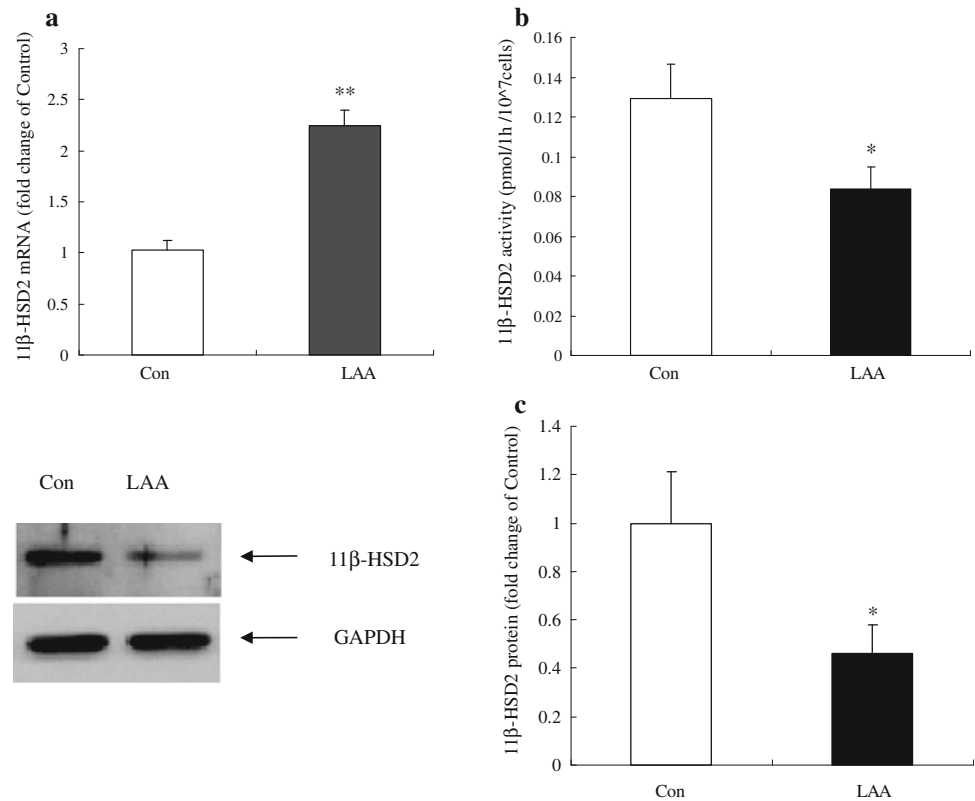 a
11β-HSD2 mRNA (fold change of Control)
3
2.5
2
1.5
1
0.5
0
**
Con
LAA
b
11β-HSD2 activity (pmol/1h /10^7cells)
0.16
0.14
0.12
0.1
0.08
0.06
0.04
0.02
0
*
Con
LAA
Con LAA
11β-HSD2
GAPDH
c
11β-HSD2 protein (fold change of Control)
1.4
1.2
1
0.8
0.6
0.4
0.2
0
*
Con
LAA